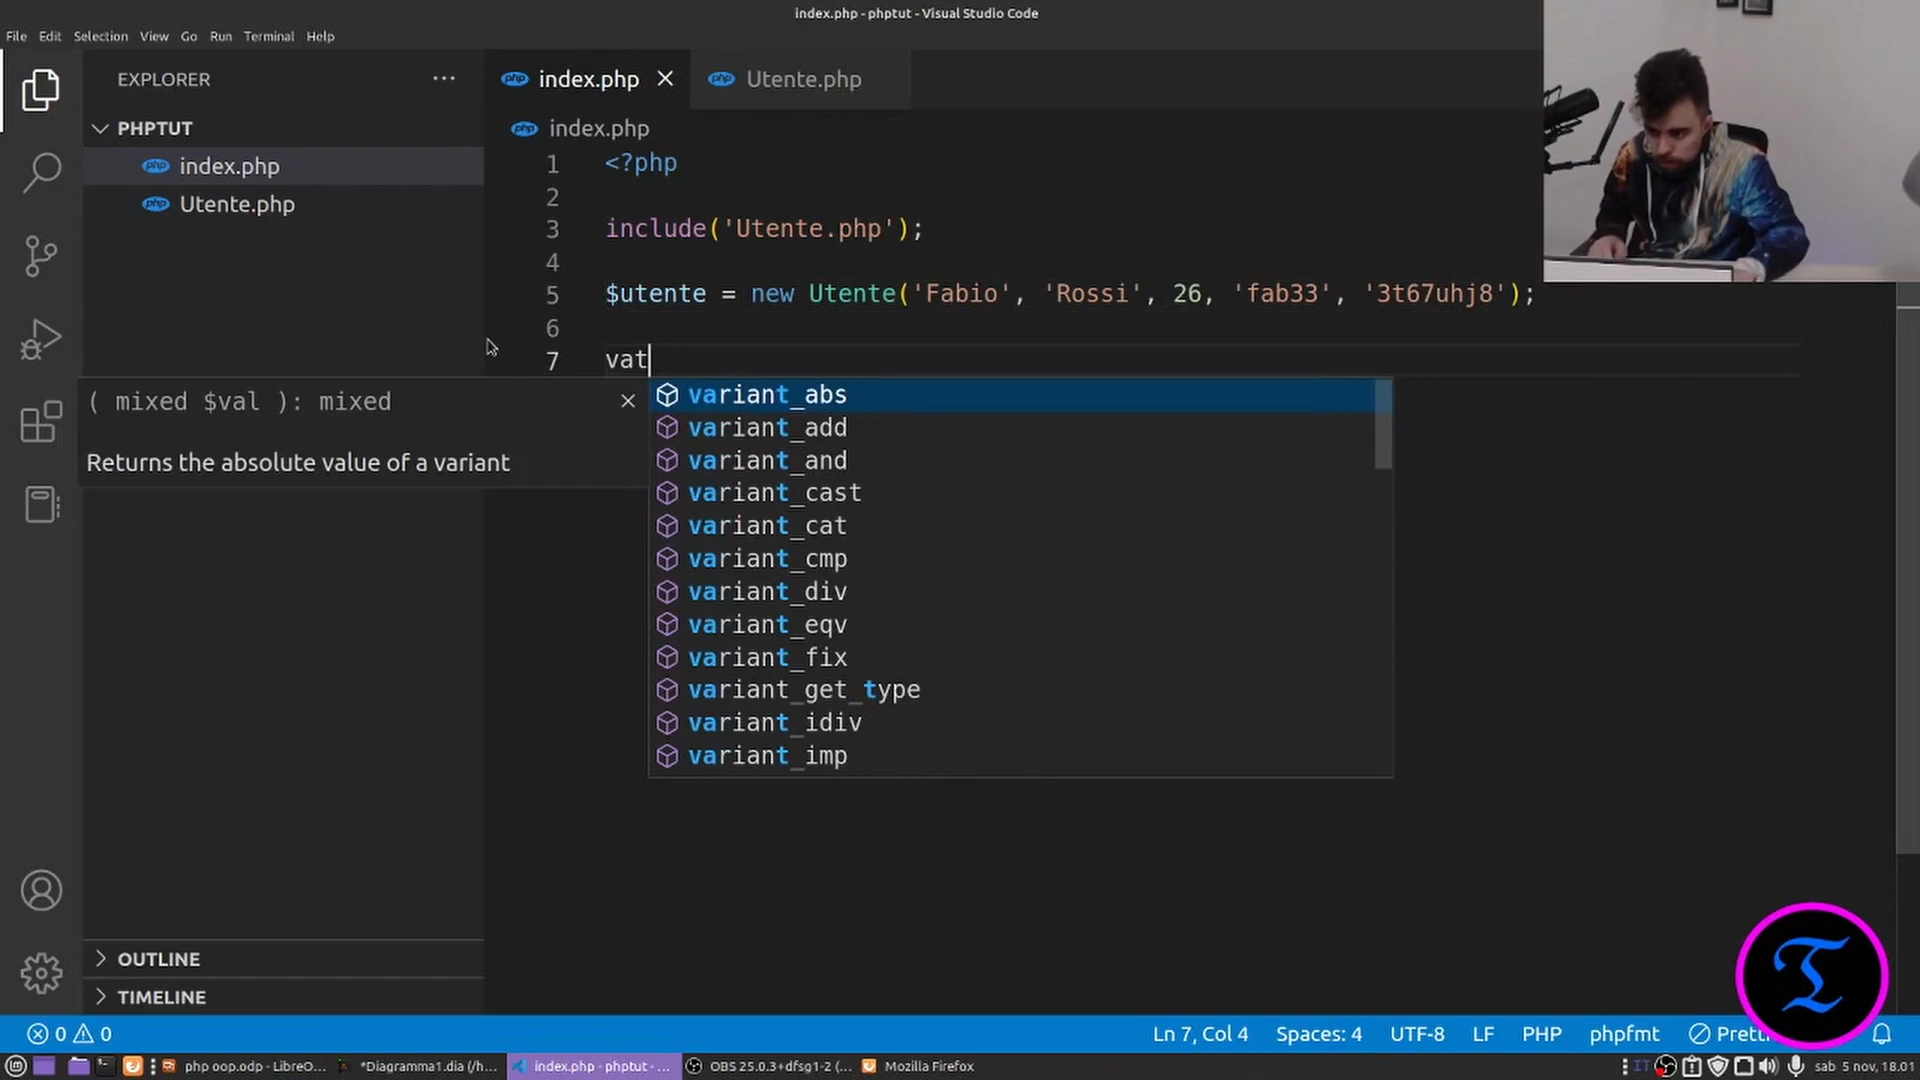 index.php - phptut - Visual Studio Code
File Edit Selection View Go Run Terminal Help
EXPLORER
index.php
Utente.php
PHPTUT
index.php
Utente.php
index.php
1 <?php
2
3 include('Utente.php');
4
5 $utente = new Utente('Fabio', 'Rossi', 26, 'fab33', '3t67uhj8');
6
7 vat
( mixed $val ): mixed
Returns the absolute value of a variant
variant_abs
variant_add
variant_and
variant_cast
variant_cat
variant_cmp
variant_div
variant_eqv
variant_fix
variant_get_type
variant_idiv
variant_imp
OUTLINE
TIMELINE
0 0 Ln 7, Col 4 Spaces: 4 UTF-8 LF PHP phpfmt
php oop.odp - LibreO... *Diagramma1.dia (/h... index.php - phptut - ... OBS 25.0.3+dfsg1-2 (... Mozilla Firefox IT sab 5 nov, 18.01